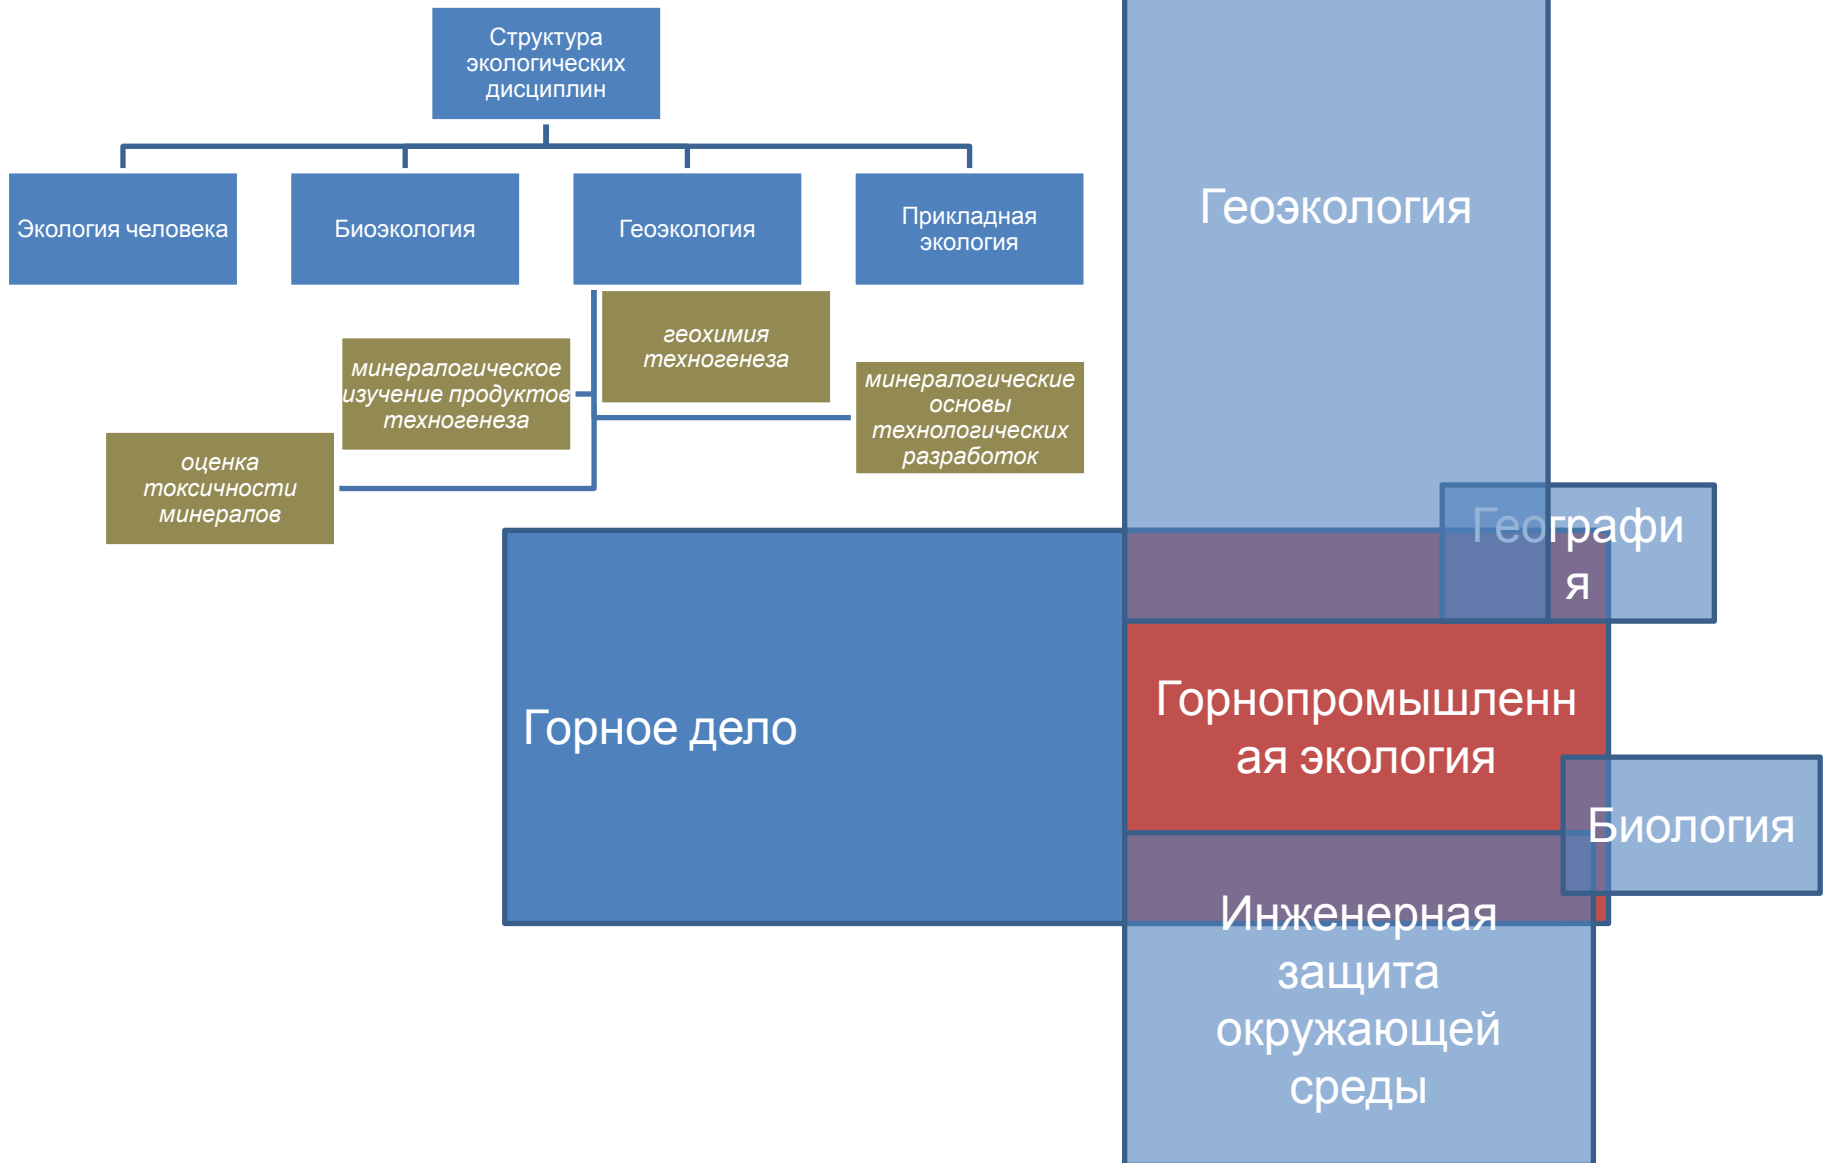 Структура
экологических
дисциплин
Экология человека
Биоэкология
Геоэкология
Прикладная
экология
геохимия
техногенеза
минералогическое
изучение продуктов
техногенеза
минералогические
основы
технологических
разработок
оценка
токсичности
минералов
Геоэкология
Географи
я
Горное дело
Горнопромышленн
ая экология
Биология
Инженерная
защита
окружающей
среды